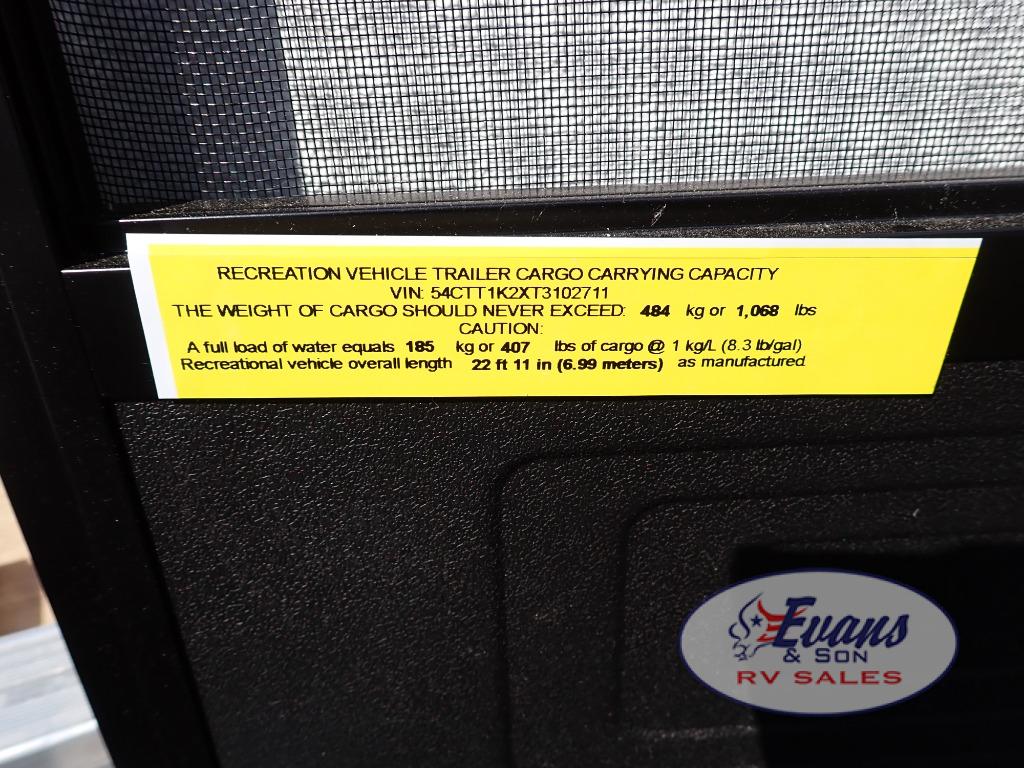 RECREATION VEHICLE TRAILER CARGO CARRYING CAPACITY
VIN: 54CTT1K2XT3102711
THE WEIGHT OF CARGO SHOULD NEVER EXCEED: 484 kg or 1,068 lbs
CAUTION:
A full load of water equals 185 kg or 407 lbs of cargo @ 1 kg/L (8.3 lb/gal)
Recreational vehicle overall length 22 ft 11 in (6.99 meters) as manufactured.
Evans
& SON
RV SALES